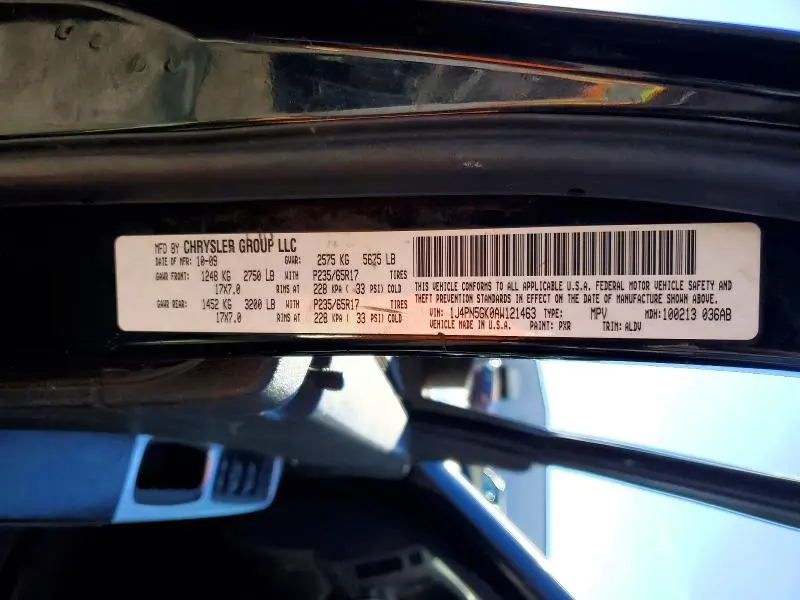 MFD BY CHRYSLER GROUP LLC
DATE OF MFR: 10-09 GVWR: 2575 KG 5675 LB
GAWR FRONT: 1248 KG 2750 LB WITH P235/65R17 TIRES
17X7.0 RIMS AT 228 KPA ( 33 PSI) COLD
GAWR REAR: 1452 KG 3200 LB WITH P235/65R17 TIRES
17X7.0 RIMS AT 228 KPA ( 33 PSI) COLD
THIS VEHICLE CONFORMS TO ALL APPLICABLE U.S.A. FEDERAL MOTOR VEHICLE SAFETY AND
THEFT PREVENTION STANDARDS IN EFFECT ON THE DATE OF MANUFACTURE SHOWN ABOVE.
VIN: 1J4PN5GK0AW121463 TYPE: MPV MDH: 100213 036AB
VEHICLE MADE IN U.S.A. PAINT: PXR TRIM: ALDV